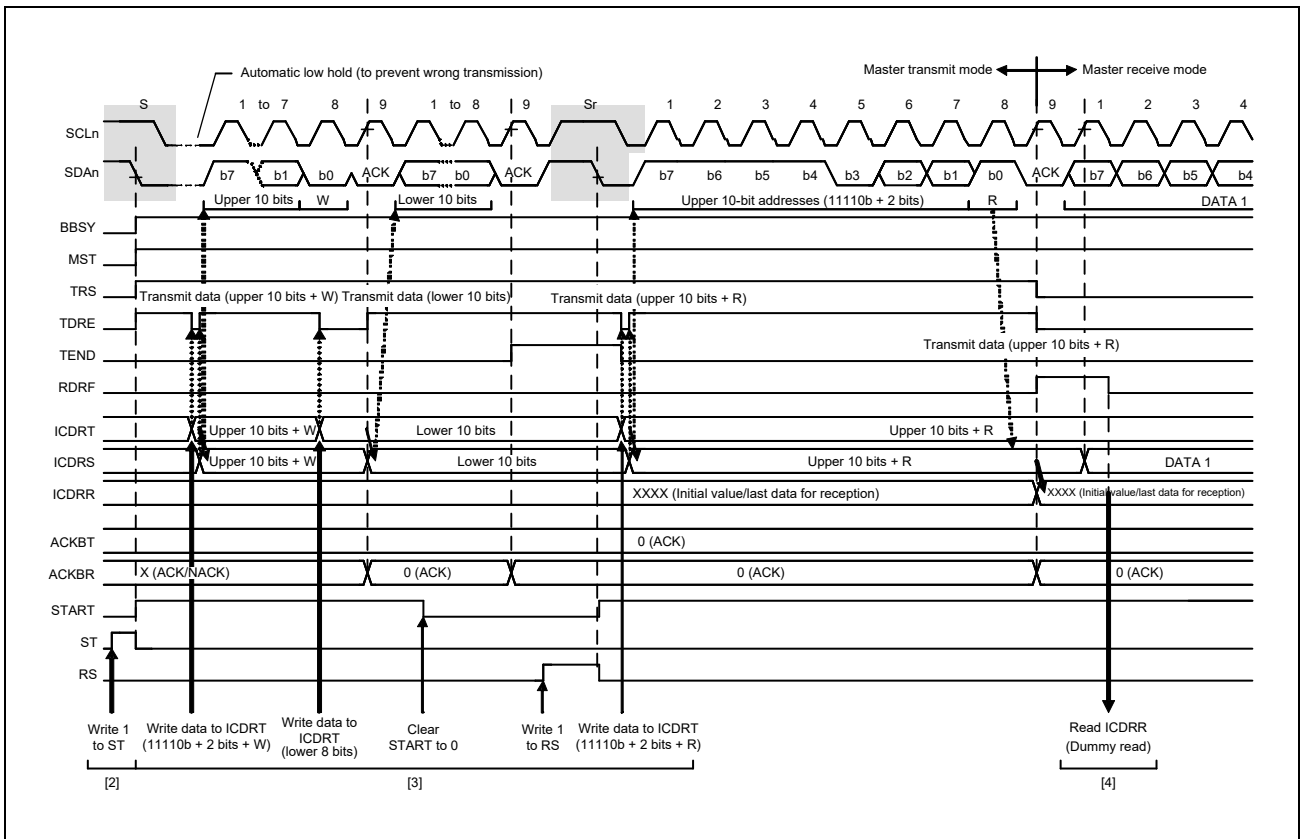 Automatic low hold (to prevent wrong transmission)
Master transmit mode Master receive mode
S 1 to 7 8 9 1 to 8 9 Sr 1 2 3 4 5 6 7 8 9 1 2 3 4
SCLn
SDAn b7 b1 b0 ACK b7 b0 ACK b7 b6 b5 b4 b3 b2 b1 b0 ACK b7 b6 b5 b4
Upper 10 bits W Lower 10 bits Upper 10-bit addresses (11110b + 2 bits) R DATA 1
BBSY
MST
TRS
Transmit data (upper 10 bits + W) Transmit data (lower 10 bits) Transmit data (upper 10 bits + R)
TDRE
Transmit data (upper 10 bits + R)
TEND
RDRF
ICDRT Upper 10 bits + W Lower 10 bits Upper 10 bits + R
ICDRS Upper 10 bits + W Lower 10 bits Upper 10 bits + R DATA 1
ICDRR XXXX (Initial value/last data for reception) XXXX (Initial value/last data for reception)
ACKBT 0 (ACK)
ACKBR X (ACK/NACK) 0 (ACK) 0 (ACK) 0 (ACK)
START
ST
RS
Write 1
to ST
Write data to ICDRT
(11110b + 2 bits + W)
Write data to
ICDRT
(lower 8 bits)
Clear
START to 0
Write 1
to RS
Write data to ICDRT
(11110b + 2 bits + R)
Read ICDRR
(Dummy read)
[2] [3] [4]